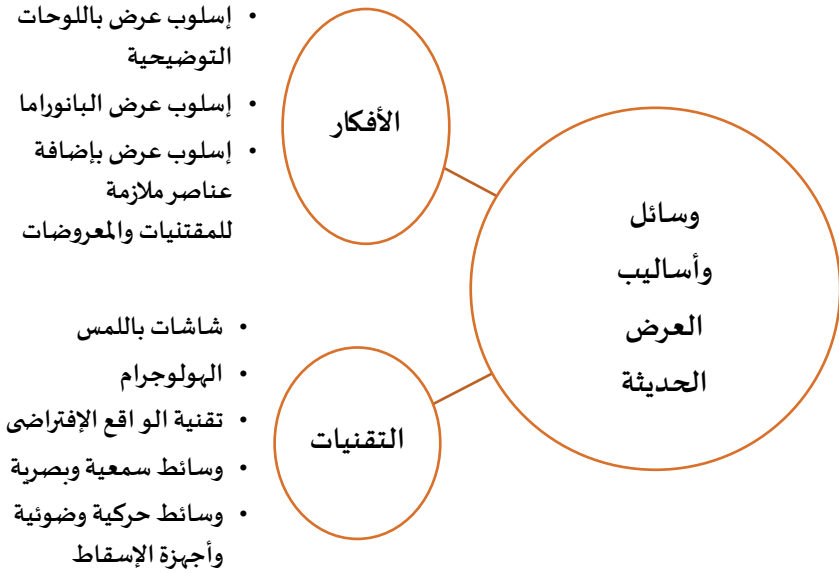 وسائل
وأساليب
العرض
الحديثة
الأفكار
• إسلوب عرض باللوحات
التوضيحية
• إسلوب عرض البانوراما
• إسلوب عرض بإضافة
عناصر ملازمة
للمقتنيات والمعروضات
التقنيات
• شاشات باللمس
• الهولوجرام
• تقنية الو اقع الإفتراضى
• وسائط سمعية وبصرية
• وسائط حركية وضوئية
وأجهزة الإسقاط